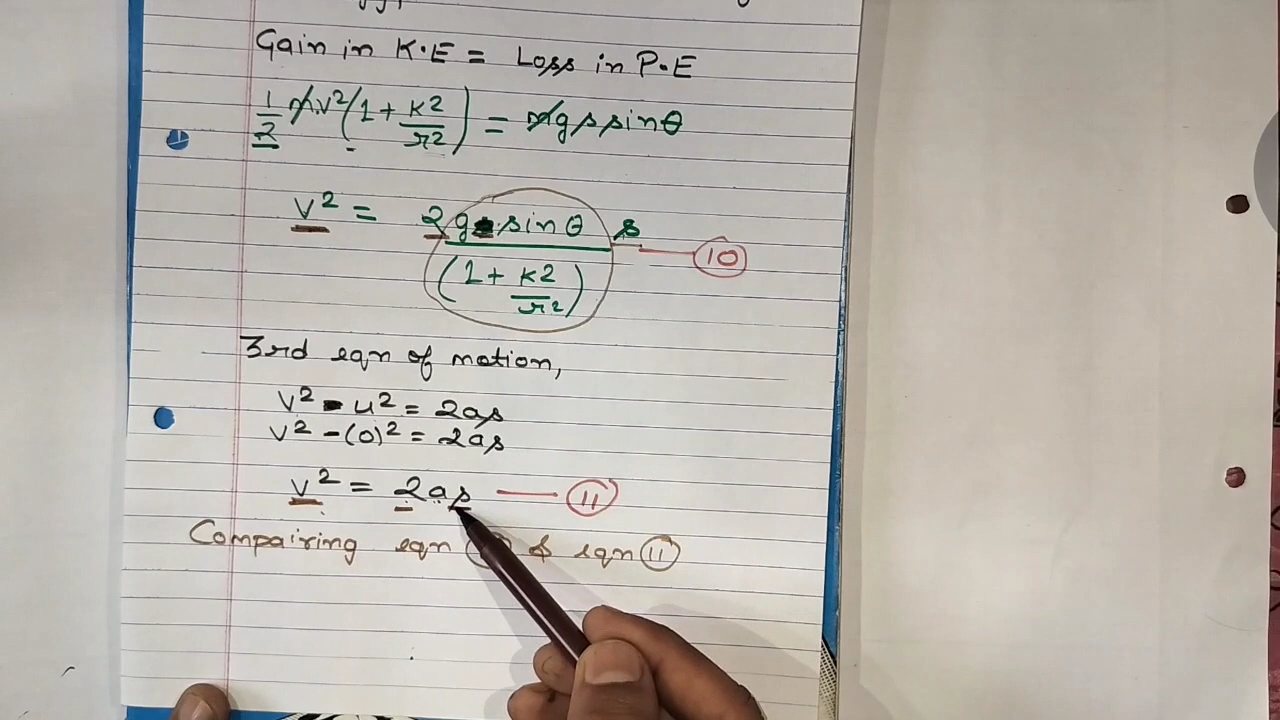 Gain in K.E = Loss in P.E
1/2 mv²(1 + K²/r²) = mgs sinθ
v² = 2g sinθ s / (1 + K²/r²) — 10
3rd eqn of motion,
v² - u² = 2as
v² - (0)² = 2as
v² = 2as — 11
Compairing eqn & eqn 11